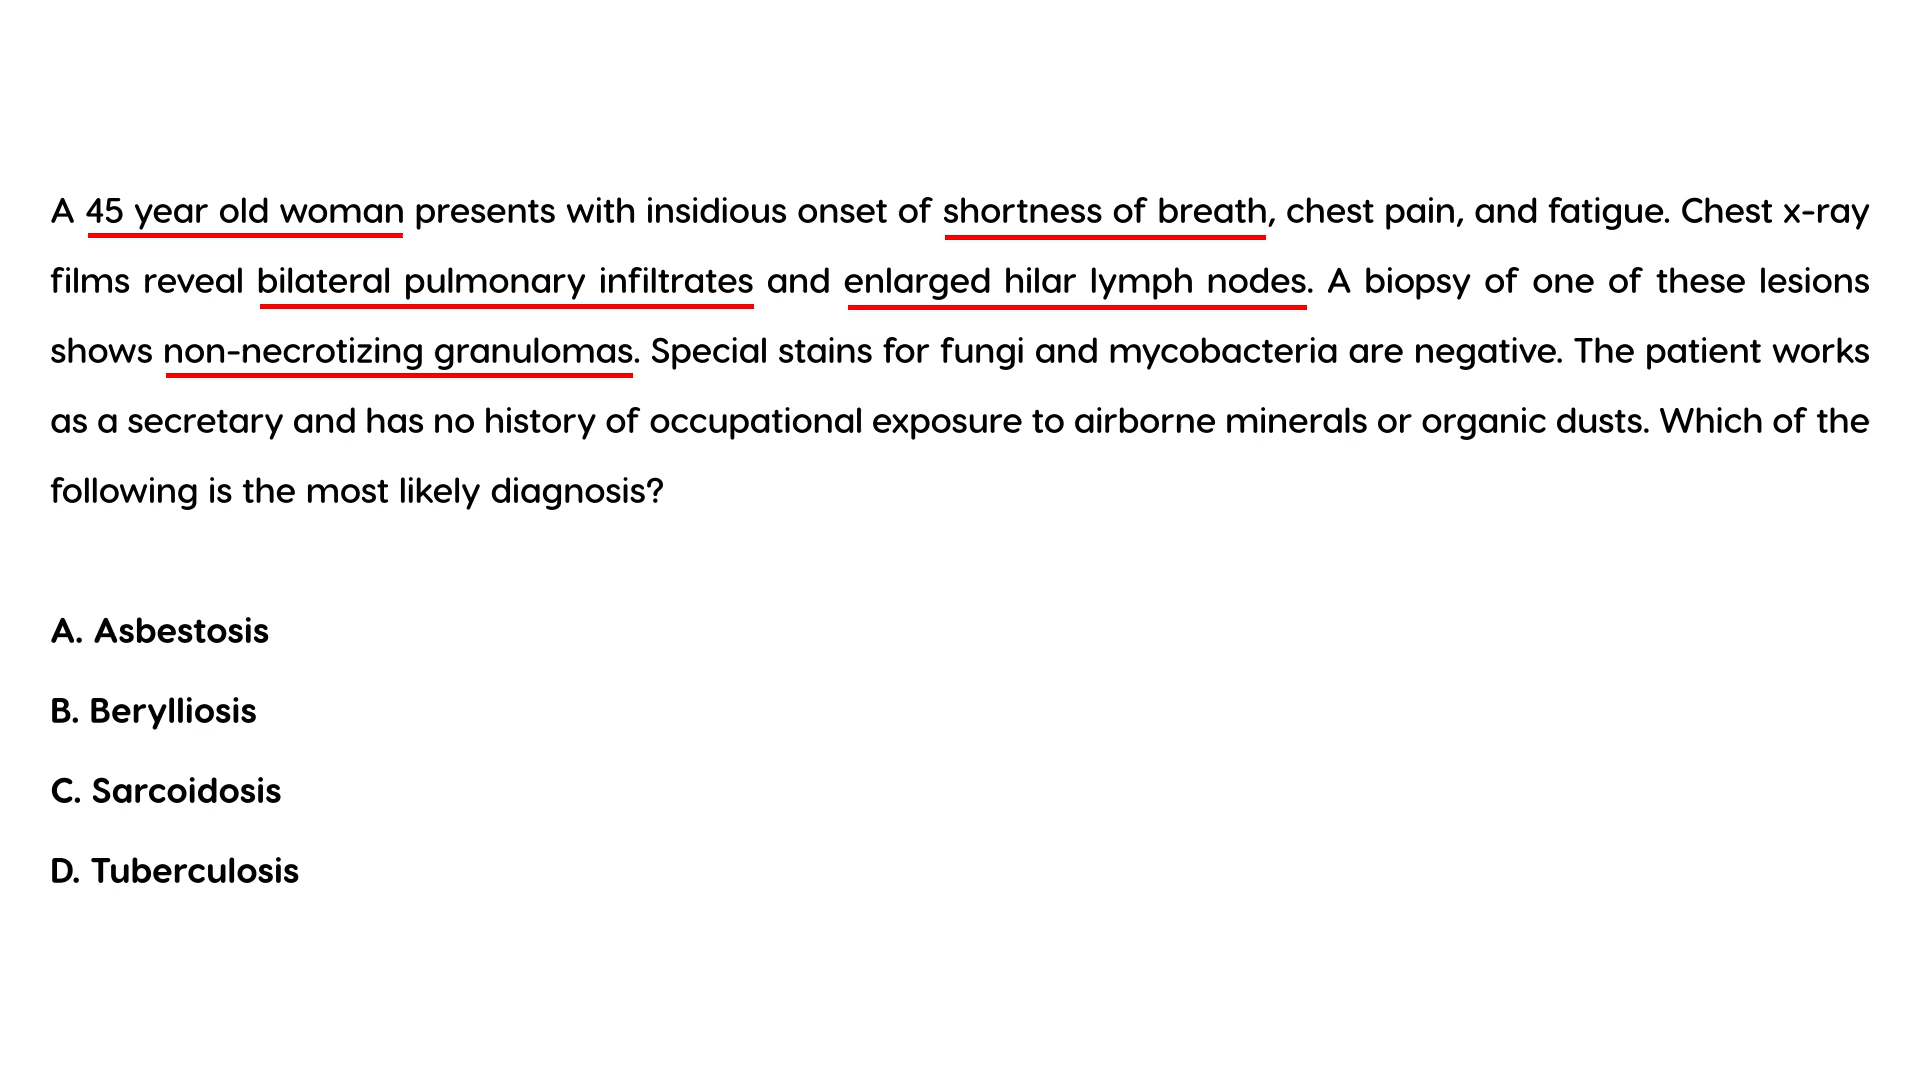 A 45 year old woman presents with insidious onset of shortness of breath, chest pain, and fatigue. Chest x-ray
films reveal bilateral pulmonary infiltrates and enlarged hilar lymph nodes. A biopsy of one of these lesions
shows non-necrotizing granulomas. Special stains for fungi and mycobacteria are negative. The patient works
as a secretary and has no history of occupational exposure to airborne minerals or organic dusts. Which of the
following is the most likely diagnosis?
A. Asbestosis
B. Berylliosis
C. Sarcoidosis
D. Tuberculosis